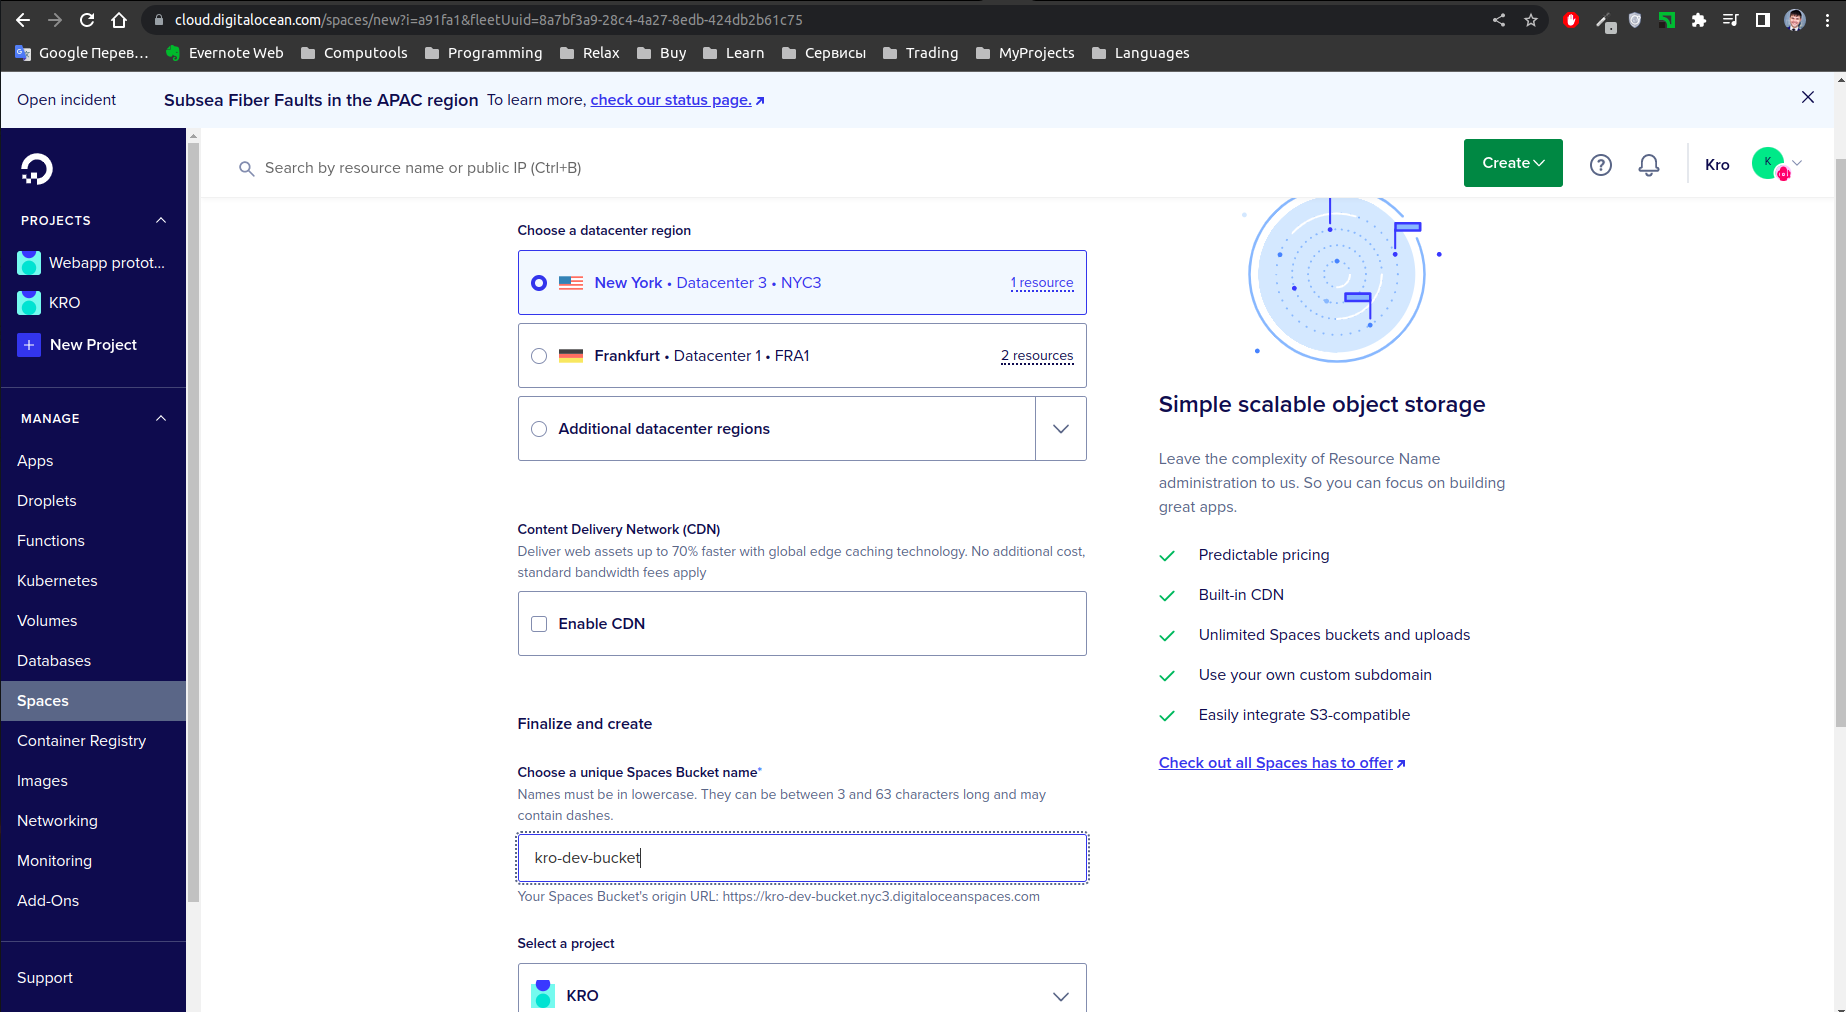 cloud.digitalocean.com/spaces/new?i=a91fa1&fleetUuid=8a7bf3a9-28c4-4a27-8edb-424db2b61c75
Google Перев... Evernote Web Computools Programming Relax Buy Learn Сервисы Trading MyProjects Languages
Open incident Subsea Fiber Faults in the APAC region To learn more, check our status page.
Search by resource name or public IP (Ctrl+B)
Create
Kro
K
PROJECTS
Webapp protot...
KRO
New Project
MANAGE
Apps
Droplets
Functions
Kubernetes
Volumes
Databases
Spaces
Container Registry
Images
Networking
Monitoring
Add-Ons
Support
Choose a datacenter region
New York • Datacenter 3 • NYC3 1 resource
Frankfurt • Datacenter 1 • FRA1 2 resources
Additional datacenter regions
Content Delivery Network (CDN)
Deliver web assets up to 70% faster with global edge caching technology. No additional cost,
standard bandwidth fees apply
Enable CDN
Finalize and create
Choose a unique Spaces Bucket name*
Names must be in lowercase. They can be between 3 and 63 characters long and may
contain dashes.
kro-dev-bucket
Your Spaces Bucket's origin URL: https://kro-dev-bucket.nyc3.digitaloceanspaces.com
Select a project
KRO
Simple scalable object storage
Leave the complexity of Resource Name
administration to us. So you can focus on building
great apps.
Predictable pricing
Built-in CDN
Unlimited Spaces buckets and uploads
Use your own custom subdomain
Easily integrate S3-compatible
Check out all Spaces has to offer